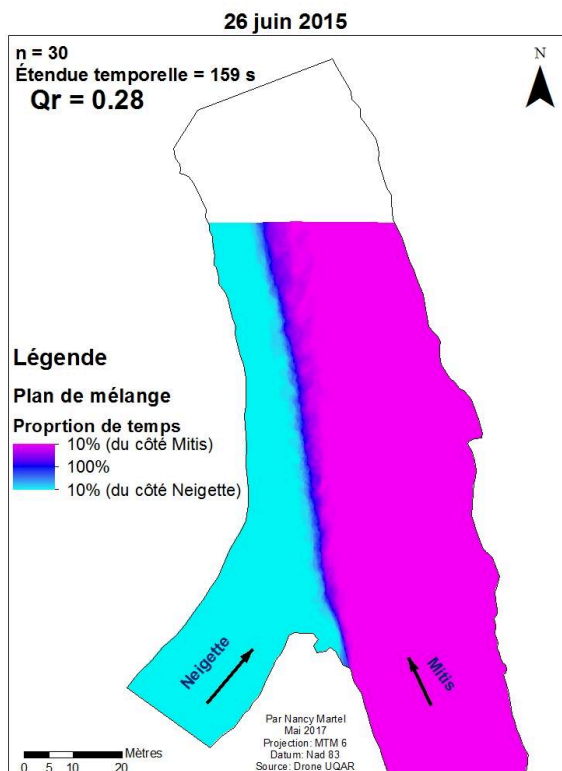 26 juin 2015
n = 30
Étendue temporelle = 159 s
Qr = 0.28
N
Légende
Plan de mélange
Proprtion de temps
10% (du côté Mitis)
100%
10% (du côté Neigette)
Neigette
Mitis
Mètres
0 5 10 20
Par Nancy Martel
Mai 2017
Projection: MTM 6
Datum: Nad 83
Source: Drone UQAR